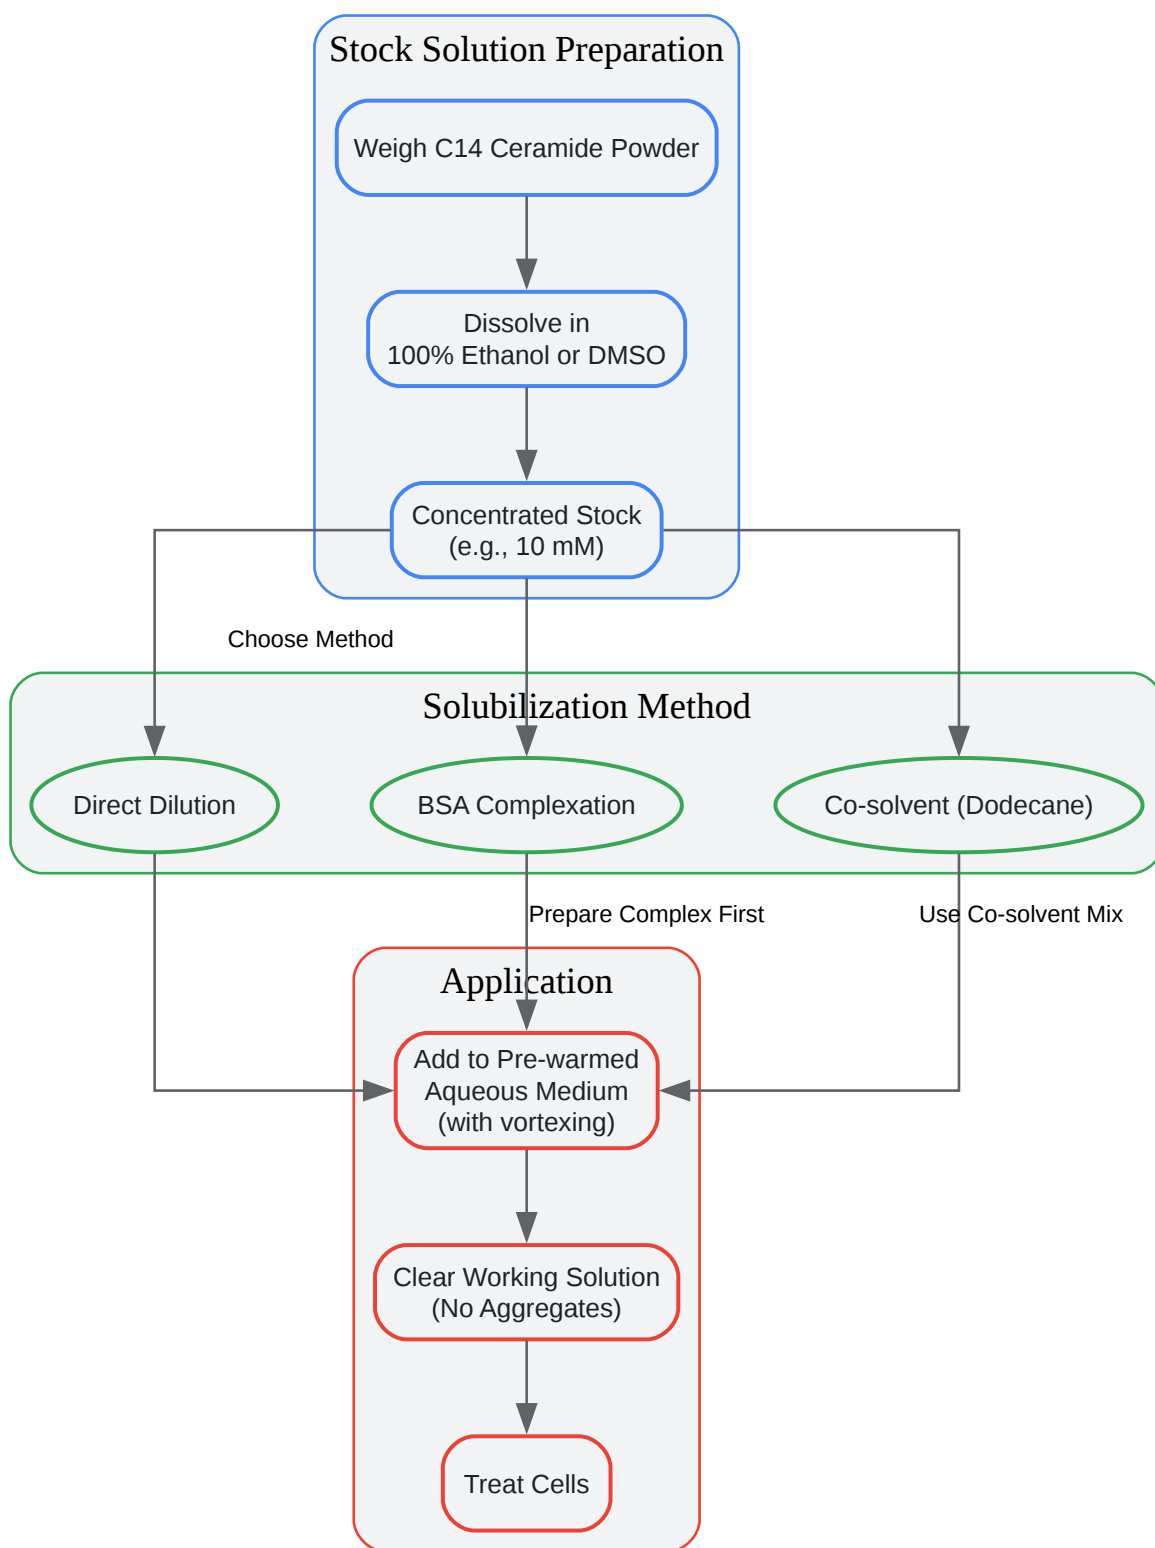 Stock Solution Preparation
Weigh C14 Ceramide Powder
Dissolve in
100% Ethanol or DMSO
Concentrated Stock
(e.g., 10 mM)
Choose Method
Solubilization Method
Direct Dilution
BSA Complexation
Co-solvent (Dodecane)
Prepare Complex First
Use Co-solvent Mix
Application
Add to Pre-warmed
Aqueous Medium
(with vortexing)
Clear Working Solution
(No Aggregates)
Treat Cells